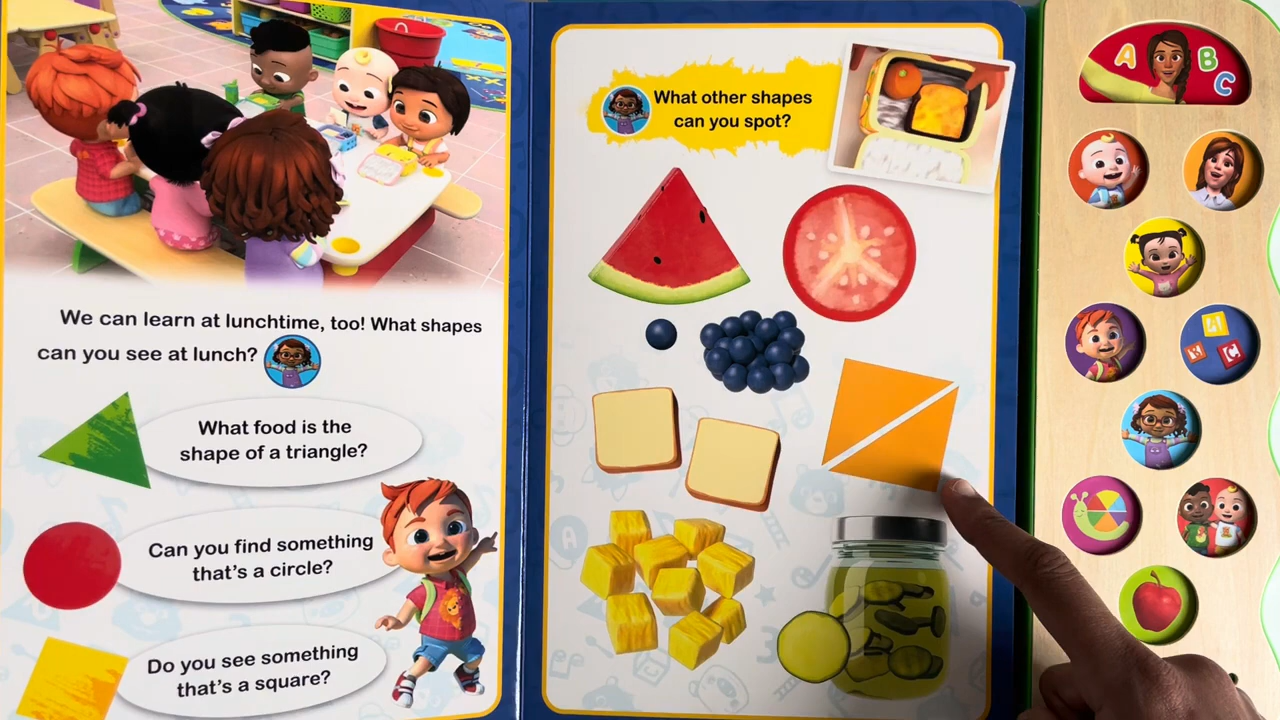 We can learn at lunchtime, too! What shapes
can you see at lunch?
What food is the
shape of a triangle?
Can you find something
that's a circle?
Do you see something
that's a square?
What other shapes
can you spot?
A B C